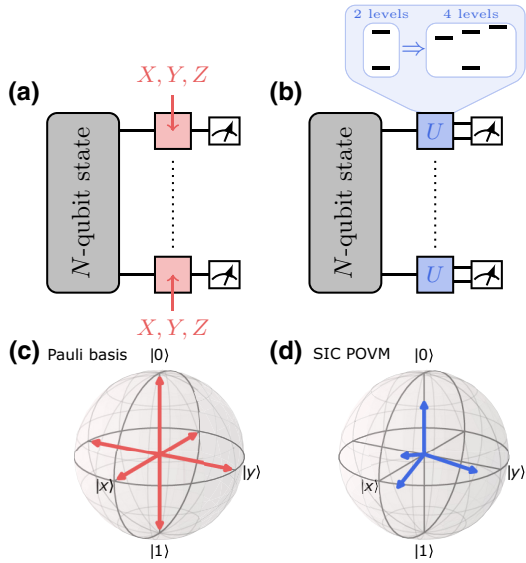 2 levels 4 levels
⇒
(a) X, Y, Z (b)
N-qubit state
U
N-qubit state
U
X, Y, Z
(c) Pauli basis |0⟩
|x⟩ |y⟩
|1⟩
(d) SIC POVM |0⟩
|x⟩ |y⟩
|1⟩